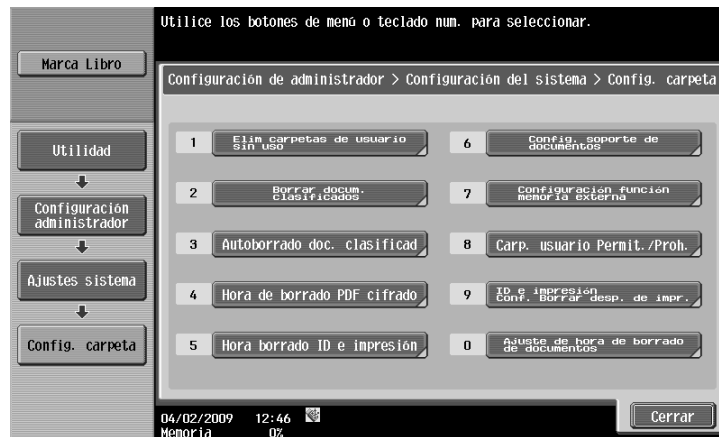 Utilice los botones de menú o teclado num. para seleccionar.
Marca Libro
Configuración de administrador > Configuración del sistema > Config. carpeta
Utilidad
Configuración
administrador
Ajustes sistema
Config. carpeta
1 Elim carpetas de usuario
sin uso
2 Borrar docum.
clasificados
3 Autoborrado doc. clasificad
4 Hora de borrado PDF cifrado
5 Hora borrado ID e impresión
6 Config. soporte de
documentos
7 Configuración función
memoria externa
8 Carp. usuario Permit./Proh.
9 ID e impresión
Conf. Borrar desp. de impr.
0 Ajuste de hora de borrado
de documentos
04/02/2009 12:46
Memoria 0%
Cerrar